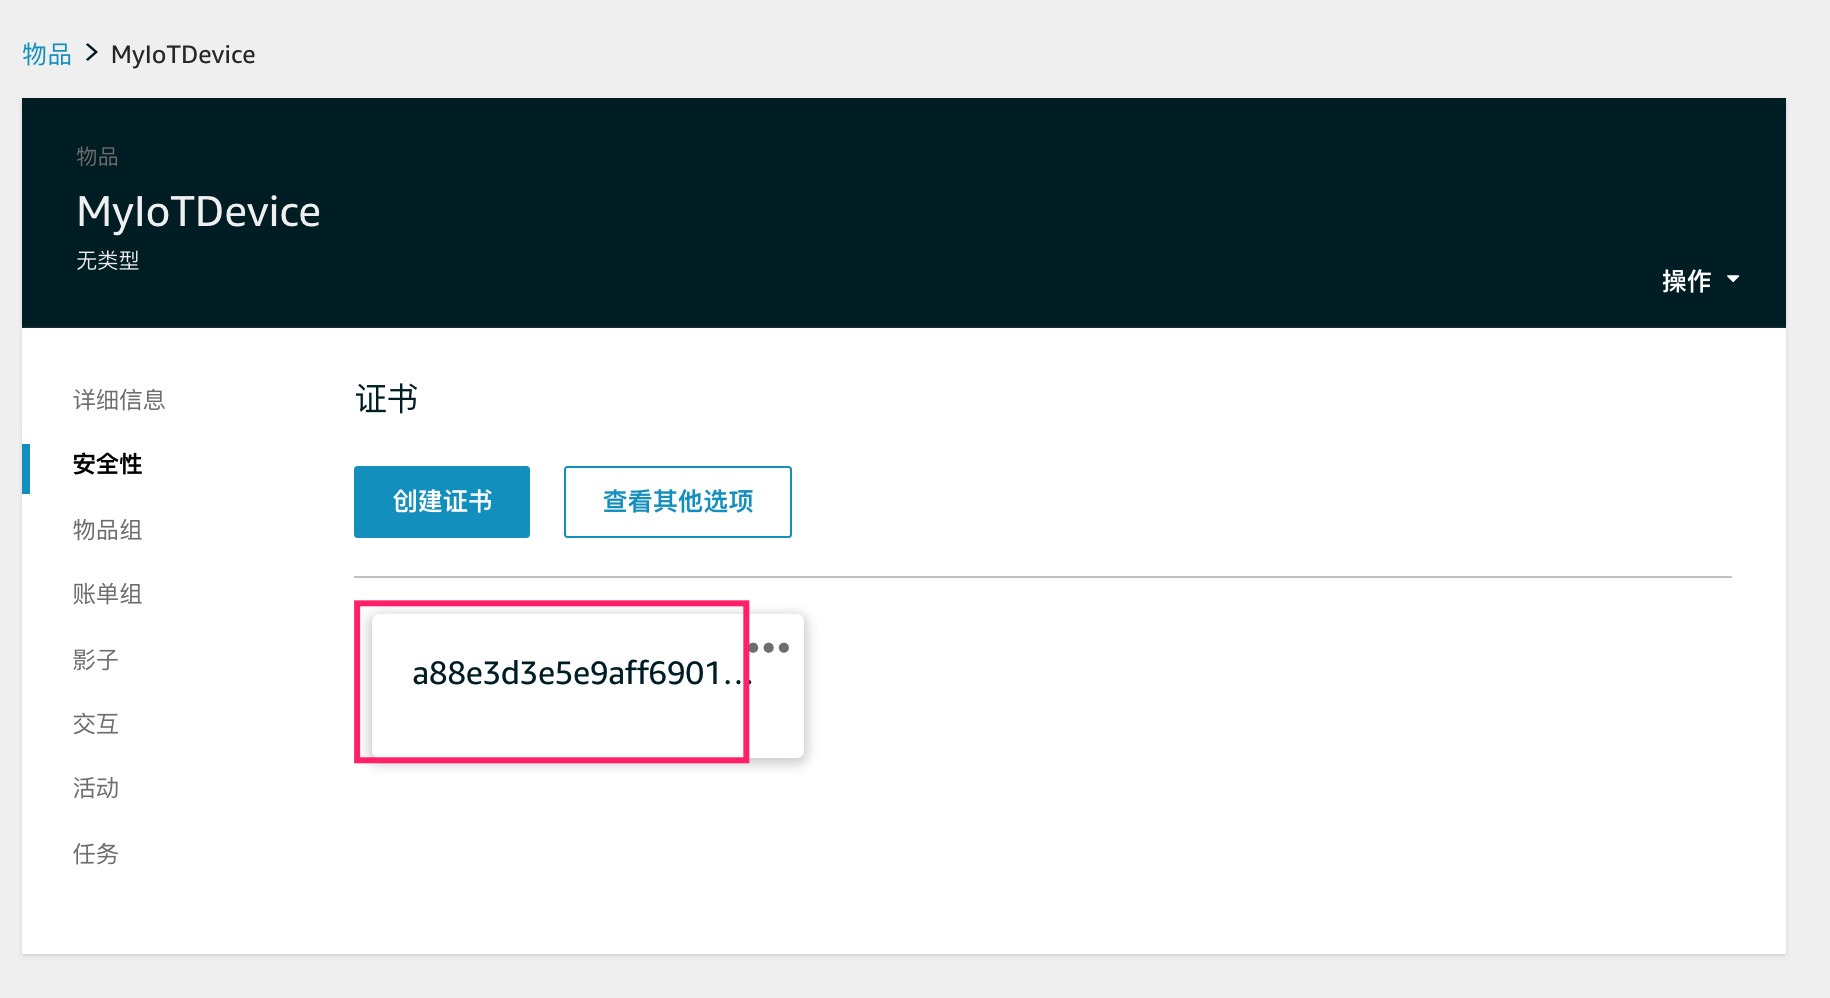 物品 > MyIoTDevice
物品
MyIoTDevice
无类型
操作
详细信息
安全性
物品组
账单组
影子
交互
活动
任务
证书
创建证书
查看其他选项
a88e3d3e5e9aff6901...